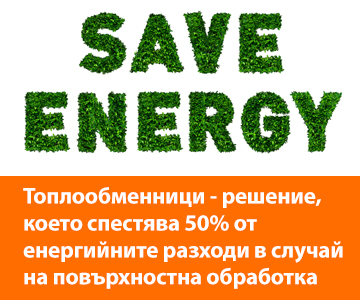 SAVE
ENERGY
Топлообменници - решение,
което спестява 50% от
енергийните разходи в случай
на повърхностна обработка